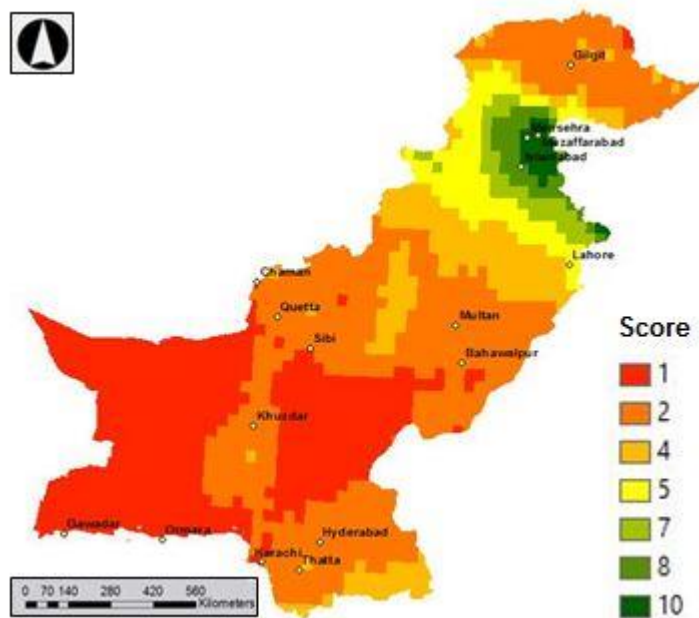 Gilgit
Mansehra
Muzaffarabad
Islamabad
Lahore
Chaman
Quetta
Multan
Sibi
Bahawalpur
Khuzdar
Gawadar
Ormara
Hyderabad
Karachi
Thatta
Score
1
2
4
5
7
8
10
0 70 140 280 420 560
Kilometers